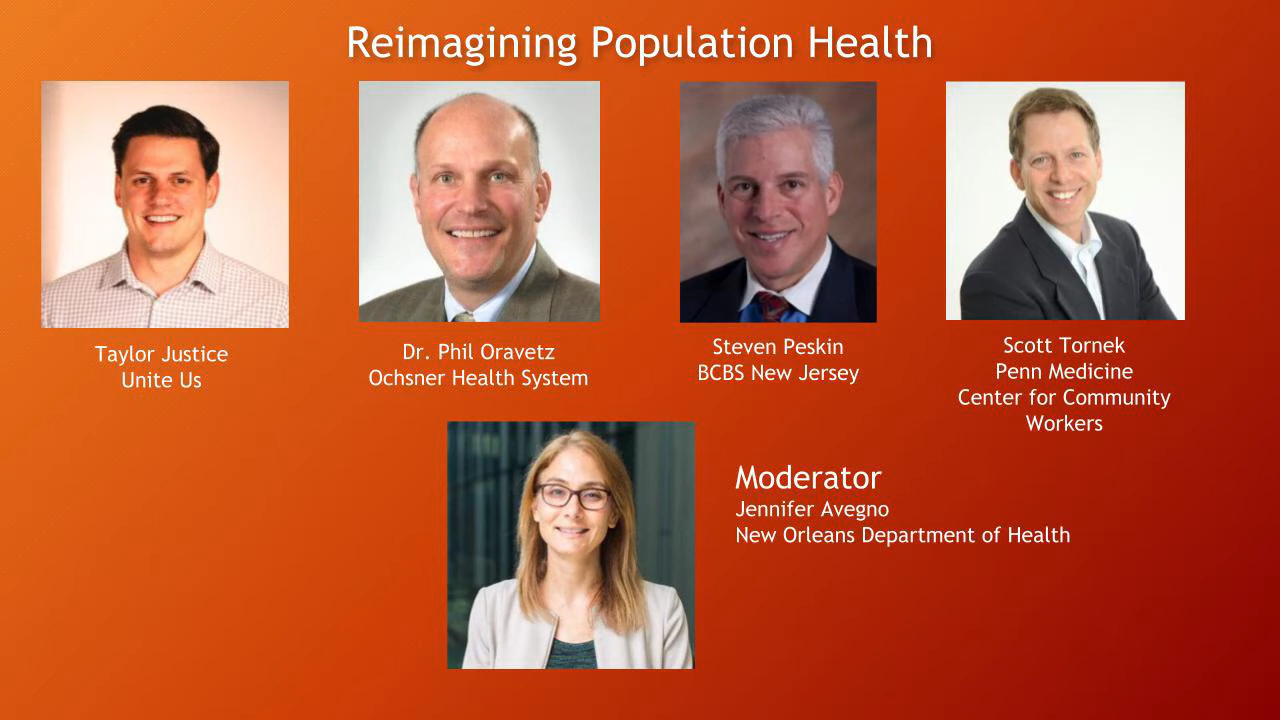 Reimagining Population Health
Taylor Justice
Unite Us
Dr. Phil Oravetz
Ochsner Health System
Steven Peskin
BCBS New Jersey
Scott Tornek
Penn Medicine
Center for Community
Workers
Moderator
Jennifer Avegno
New Orleans Department of Health